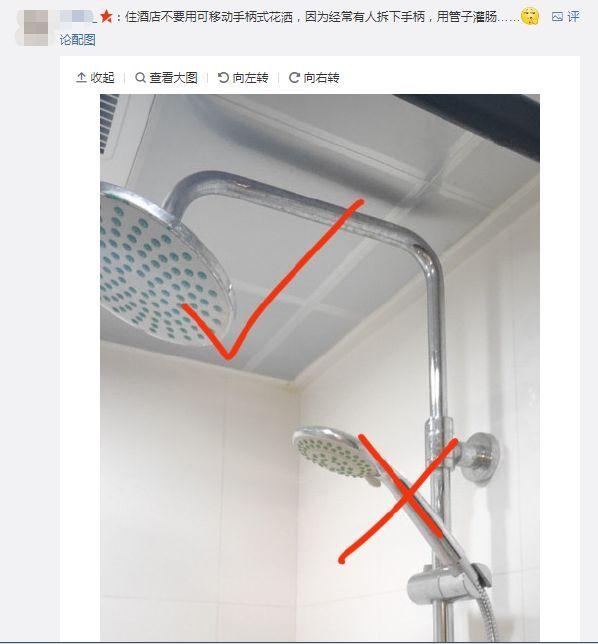 ：住酒店不要用可移动手柄式花洒，因为经常有人拆下手柄，用管子灌肠…… 评
论配图
收起 查看大图 向左转 向右转